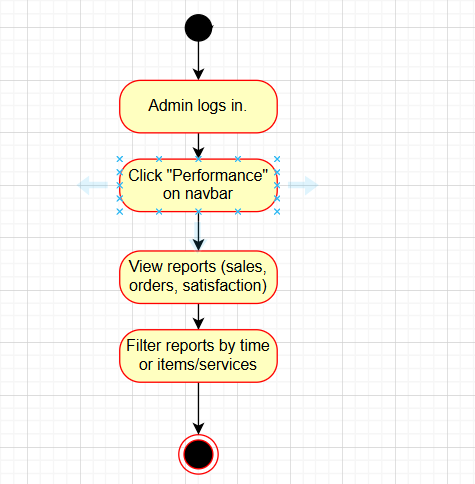 Admin logs in.
Click "Performance"
on navbar
View reports (sales,
orders, satisfaction)
Filter reports by time
or items/services